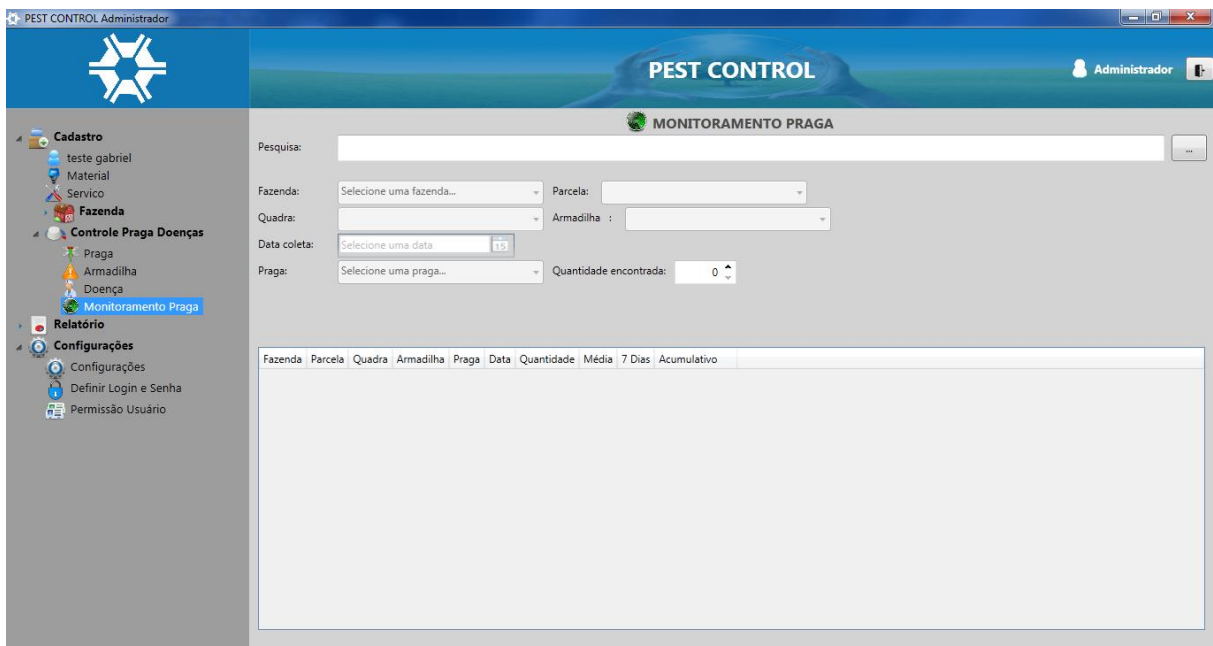 PEST CONTROL Administrador
PEST CONTROL
Administrador
MONITORAMENTO PRAGA
Cadastro
teste gabriel
Material
Servico
Fazenda
Controle Praga Doenças
Praga
Armadilha
Doença
Monitoramento Praga
Relatório
Configurações
Configurações
Definir Login e Senha
Permissão Usuário
Pesquisa:
...
Fazenda: Selecione uma fazenda... Parcela:
Quadra: Armadilha :
Data coleta: Selecione uma data 15
Praga: Selecione uma praga... Quantidade encontrada: 0
Fazenda Parcela Quadra Armadilha Praga Data Quantidade Média 7 Dias Acumulativo